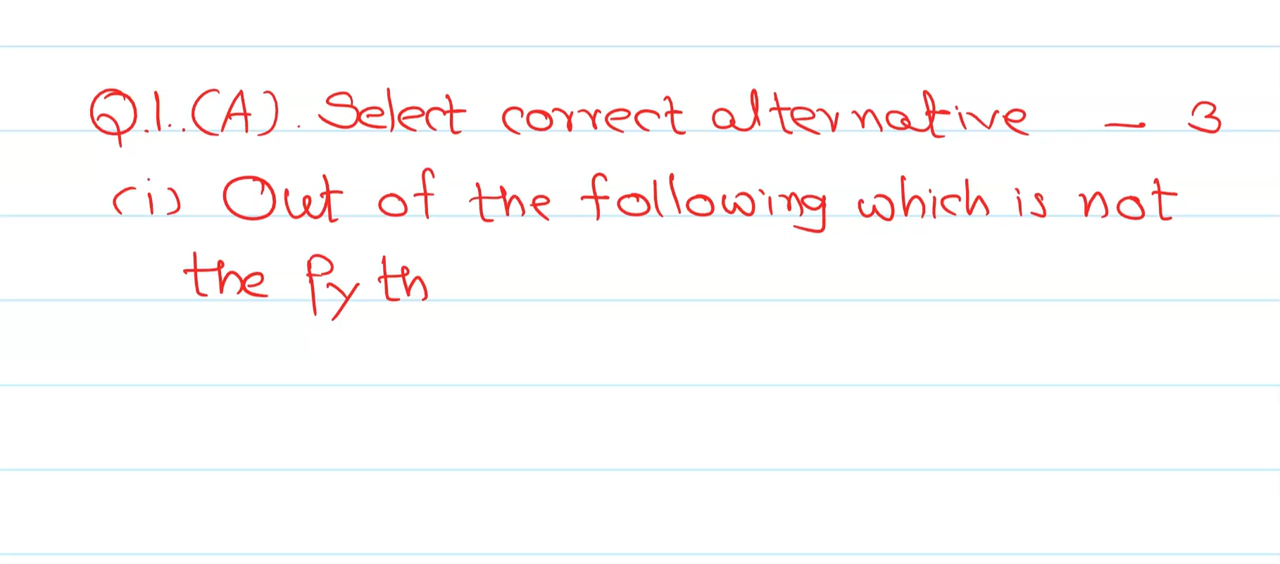 Q.1..(A). Select correct alternative - 3
(i) Out of the following which is not
the Pyth